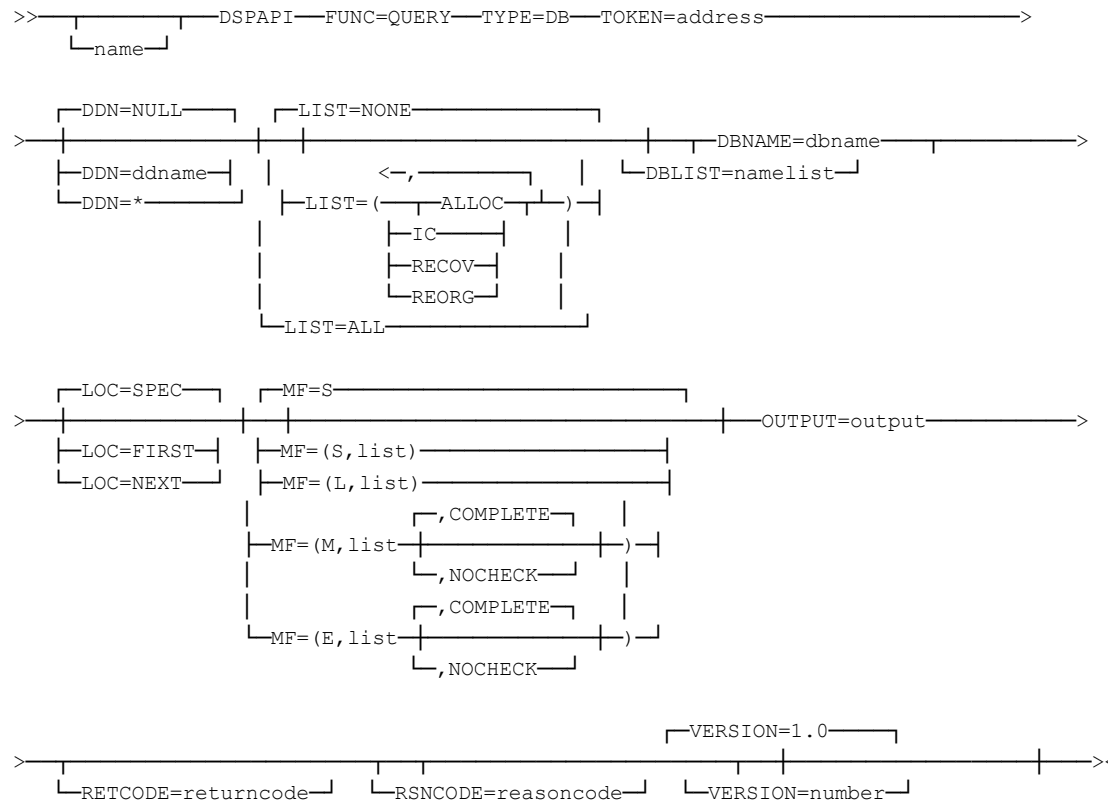 >>─┬──────┬──DSPAPI──FUNC=QUERY──TYPE=DB──TOKEN=address──>
name
DDN=NULL LIST=NONE
> DBNAME=dbname >
DDN=ddname <─,─ DBLIST=namelist
DDN=* LIST=( ALLOC )
IC
RECOV
REORG
LIST=ALL
LOC=SPEC MF=S
> OUTPUT=output >
LOC=FIRST MF=(S,list)
LOC=NEXT MF=(L,list)
,COMPLETE
MF=(M,list )
,NOCHECK
,COMPLETE
MF=(E,list )
,NOCHECK
VERSION=1.0
> ><
RETCODE=returncode RSNCODE=reasoncode VERSION=number